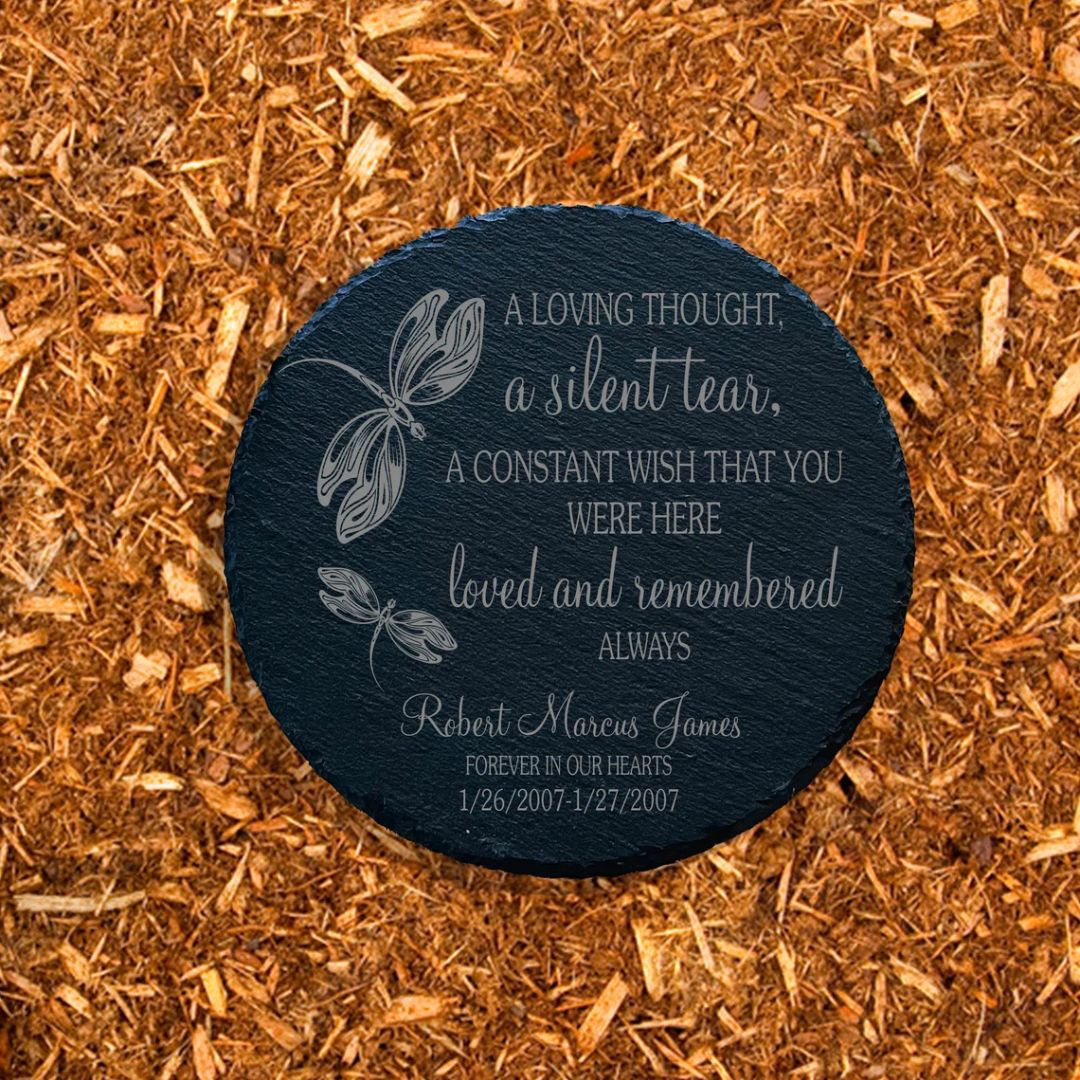 A LOVING THOUGHT,
a silent tear,
A CONSTANT WISH THAT YOU
WERE HERE
loved and remembered
ALWAYS
Robert Marcus James
FOREVER IN OUR HEARTS
1/26/2007-1/27/2007